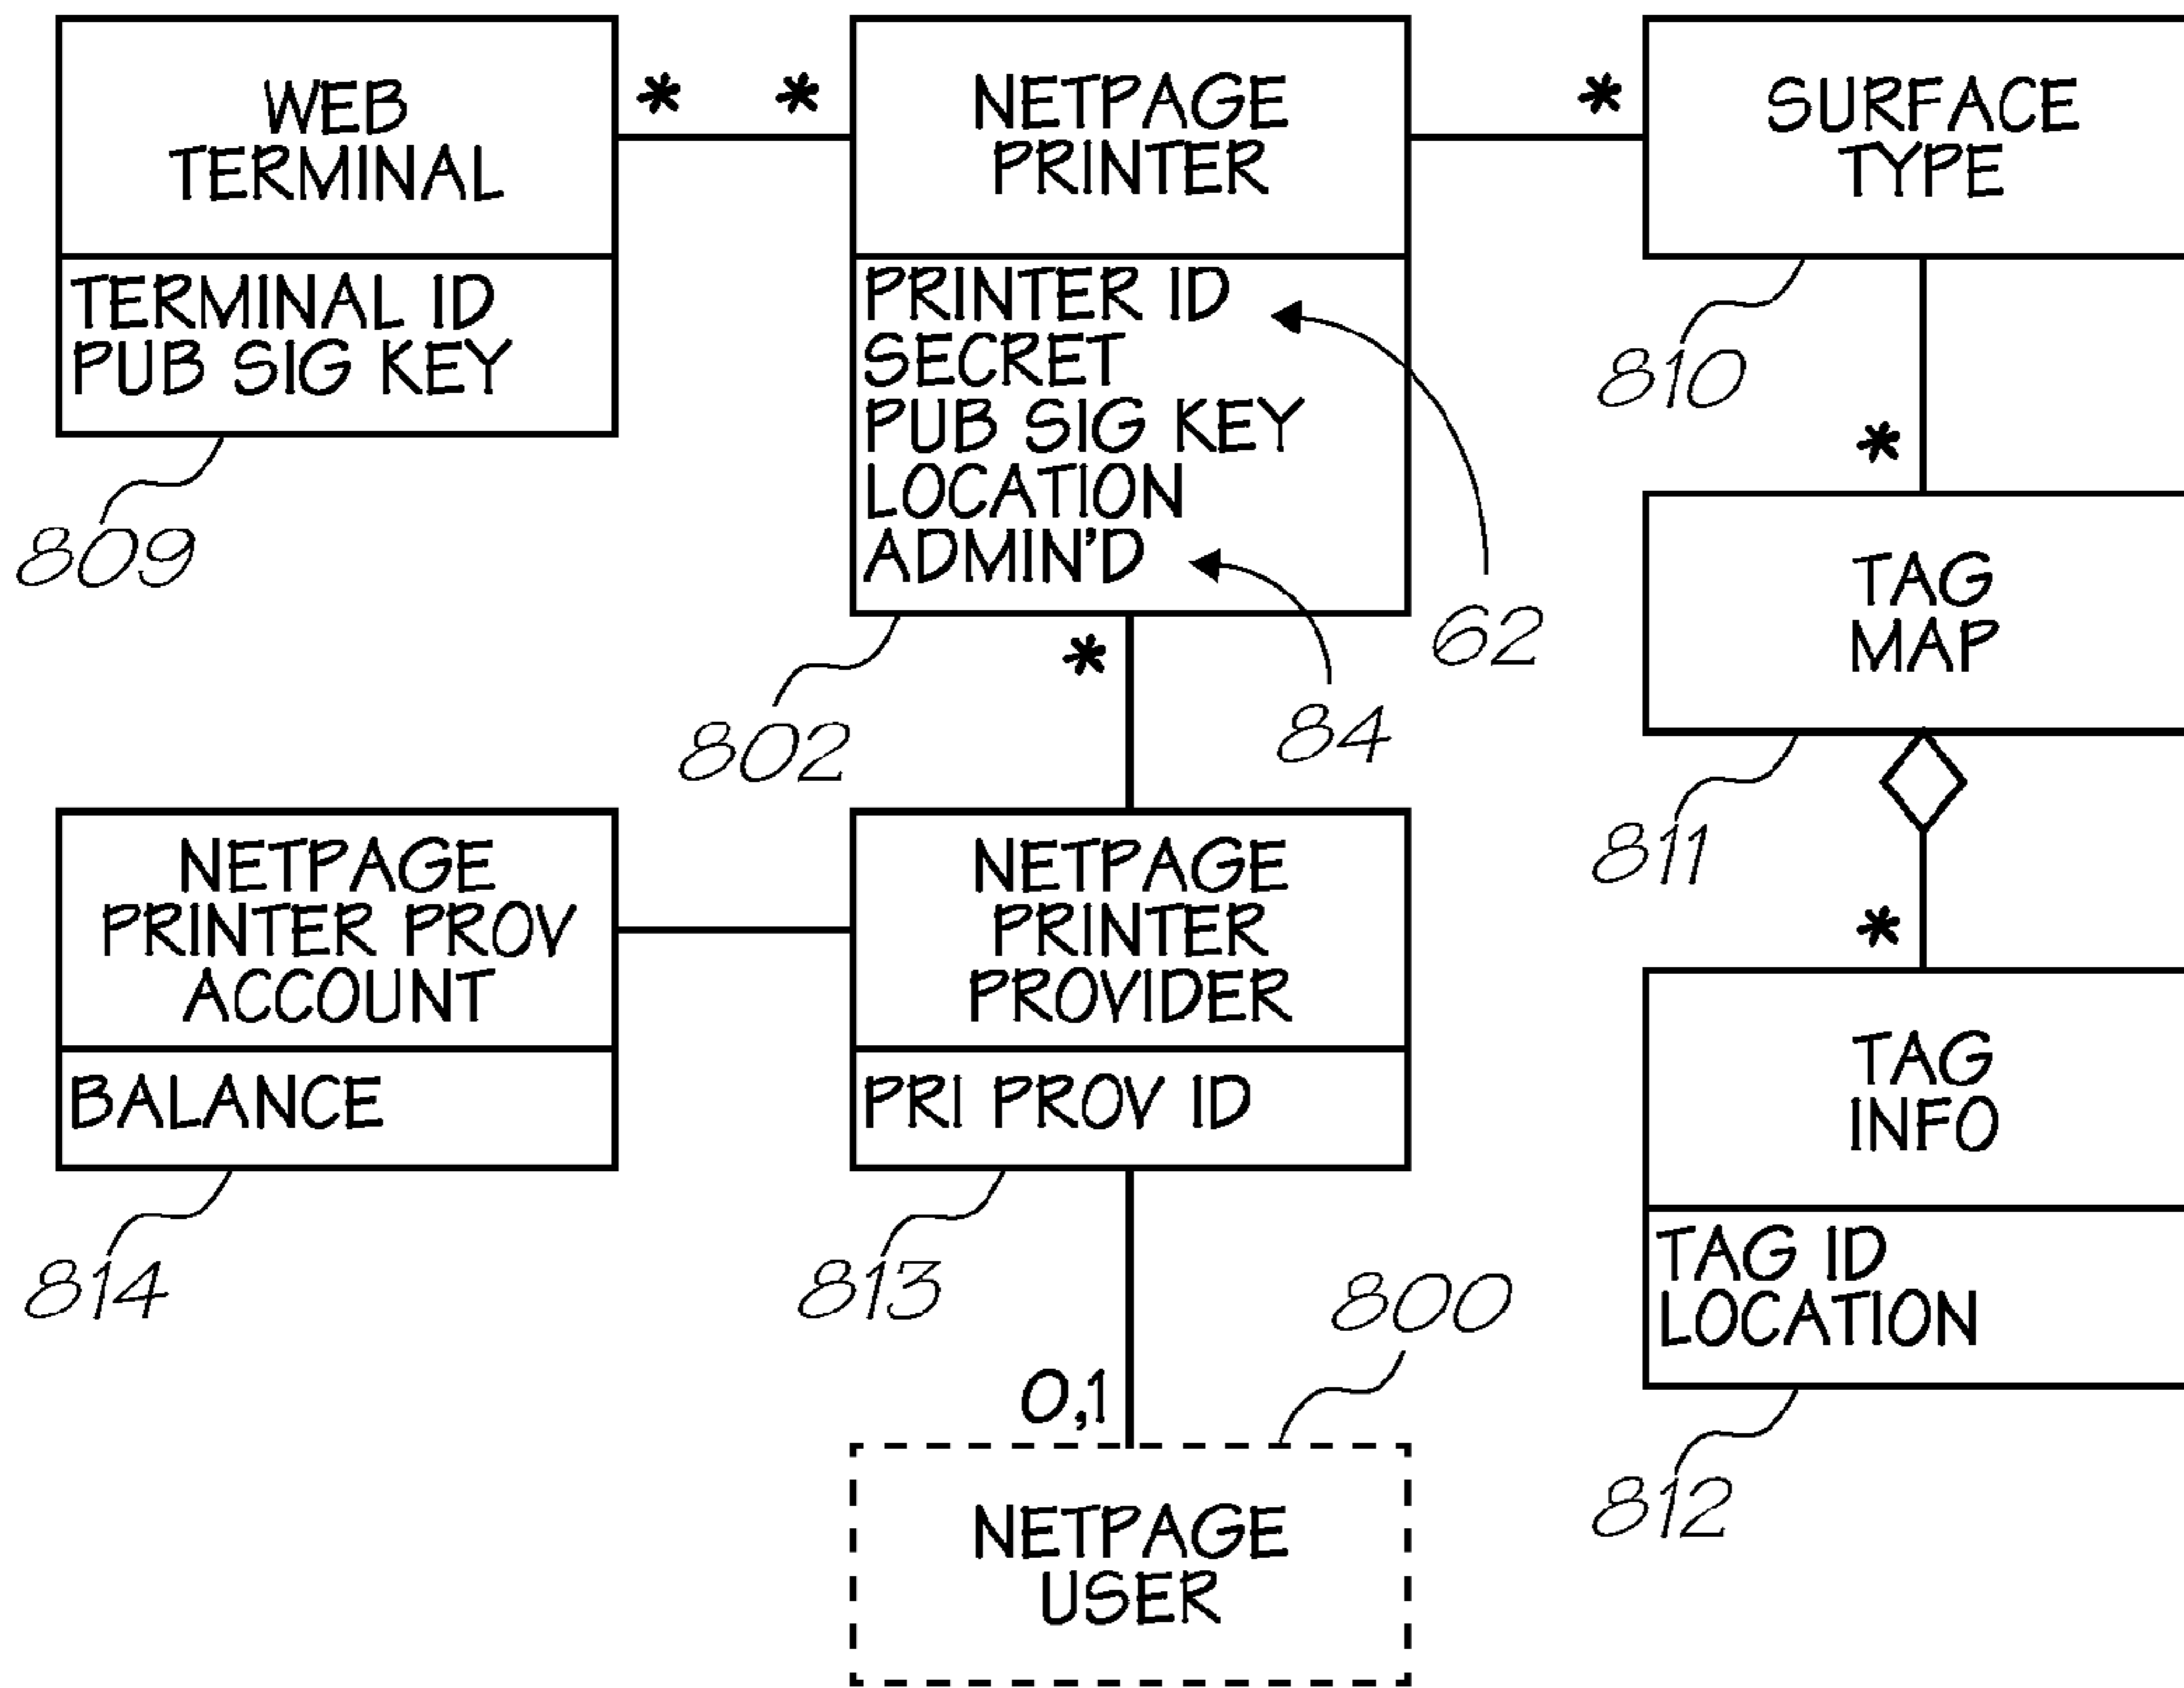 WEB
TERMINAL
TERMINAL ID
PUB SIG KEY
809
*
*
NETPAGE
PRINTER
PRINTER ID
SECRET
PUB SIG KEY
LOCATION
ADMIN'D
62
84
802
*
*
SURFACE
TYPE
810
*
TAG
MAP
811
*
TAG
INFO
TAG ID
LOCATION
812
NETPAGE
PRINTER PROV
ACCOUNT
BALANCE
814
NETPAGE
PRINTER
PROVIDER
PRI PROV ID
813
800
0,1
NETPAGE
USER